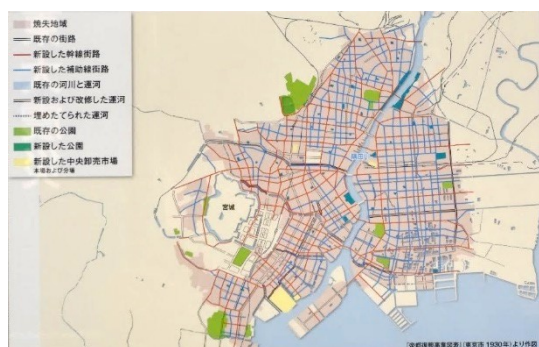 焼失地域
既存の街路
新設した幹線街路
新設した補助線街路
既存の河川と運河
新設および改修した運河
埋めたてられた運河
既存の公園
新設した公園
新設した中央卸売市場
本場および分場
宮城
隅田川
『帝都復興事業図表』(東京市 1930年)より作図